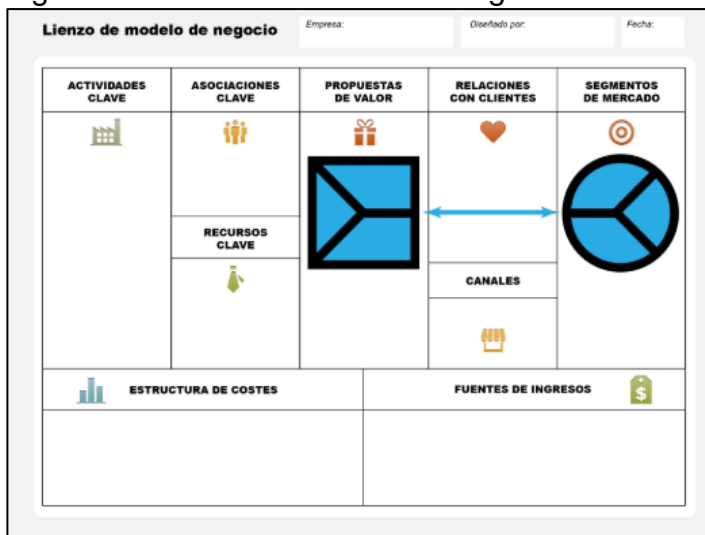 Lienzo de modelo de negocio
Empresa:
Diseñado por:
Fecha:
ACTIVIDADES
CLAVE
ASOCIACIONES
CLAVE
PROPUESTAS
DE VALOR
RELACIONES
CON CLIENTES
SEGMENTOS
DE MERCADO
RECURSOS
CLAVE
CANALES
ESTRUCTURA DE COSTES
FUENTES DE INGRESOS
$